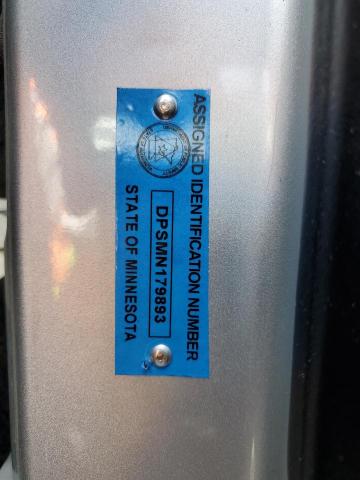 ASSIGNED IDENTIFICATION NUMBER
DPSMN179893
STATE OF MINNESOTA